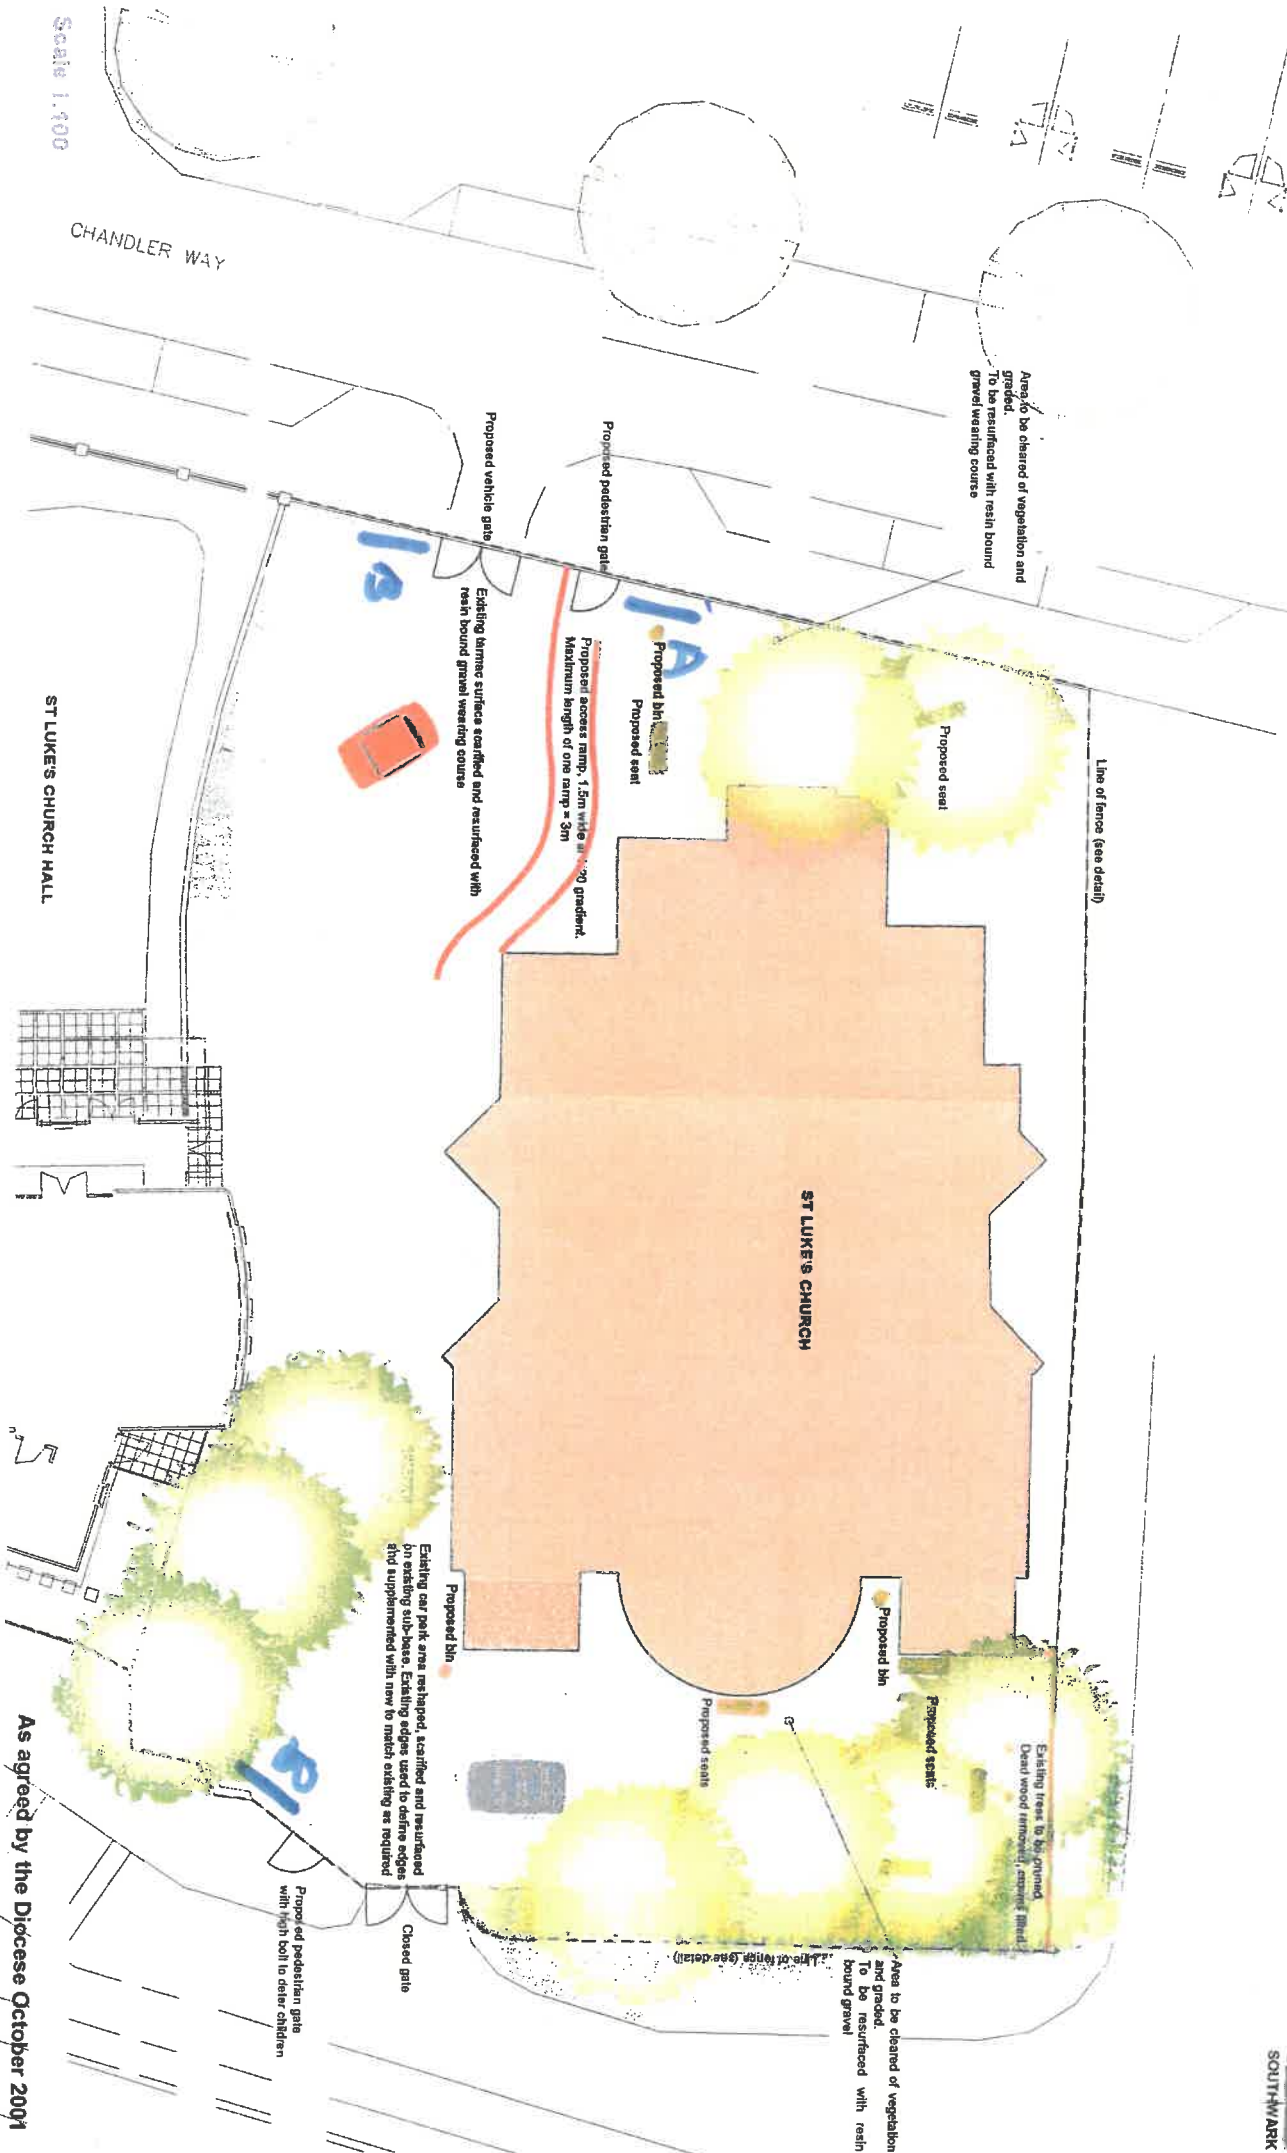 SOUTHWARK
Scale 1:100
CHANDLER WAY
Area to be cleared of vegetation and
graded.
To be resurfaced with resin bound
gravel wearing course
Proposed pedestrian gate
Proposed vehicle gate
Line of fence (see detail)
Proposed seat
Proposed bin
Proposed seat
A
Proposed access ramp, 1.5m wide at 1:20 gradient.
Maximum length of one ramp = 3m
B
Existing tarmac surface scarified and resurfaced with
resin bound gravel wearing course
ST LUKE'S CHURCH HALL
ST LUKE'S CHURCH
Existing trees to be pruned
Dead wood removed, crowns lifted
Proposed bin
Proposed seats
Proposed seats
Proposed bin
Existing car park area reshaped, scarified and resurfaced
on existing sub-base. Existing edges used to define edges
and supplemented with new to match existing as required
B
Line of fence (see detail)
Area to be cleared of vegetation
and graded.
To be resurfaced with resin
bound gravel
Closed gate
Proposed pedestrian gate
with high bolt to deter children
As agreed by the Diocese October 2001